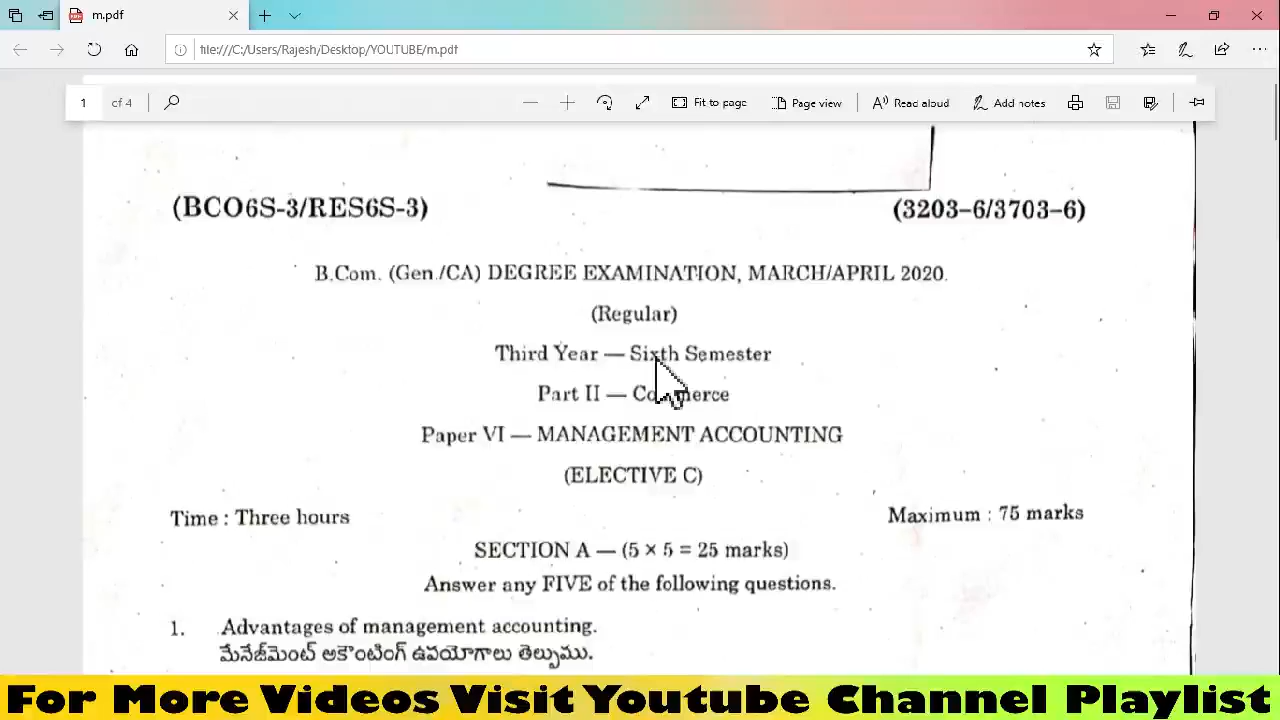 m.pdf
file:///C:/Users/Rajesh/Desktop/YOUTUBE/m.pdf
1 of 4 Fit to page Page view Read aloud Add notes
(BCO6S-3/RES6S-3) (3203-6/3703-6)
B.Com. (Gen./CA) DEGREE EXAMINATION, MARCH/APRIL 2020.
(Regular)
Third Year — Sixth Semester
Part II — Commerce
Paper VI — MANAGEMENT ACCOUNTING
(ELECTIVE C)
Time : Three hours Maximum : 75 marks
SECTION A — (5 × 5 = 25 marks)
Answer any FIVE of the following questions.
1. Advantages of management accounting.
మేనేజ్‌మెంట్ అకౌంటింగ్ ఉపయోగాలు తెల్పుము.
For More Videos Visit Youtube Channel Playlist